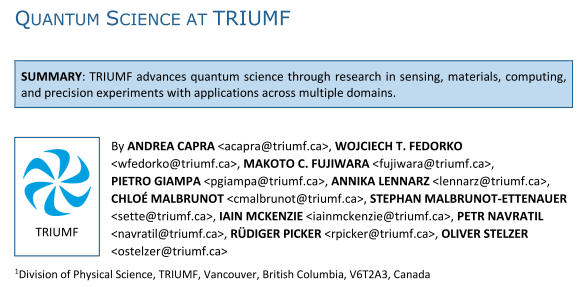 QUANTUM SCIENCE AT TRIUMF
SUMMARY: TRIUMF advances quantum science through research in sensing, materials, computing,
and precision experiments with applications across multiple domains.
TRIUMF
By ANDREA CAPRA <acapra@triumf.ca>, WOJCIECH T. FEDORKO
<wfedorko@triumf.ca>, MAKOTO C. FUJIWARA <fujiwara@triumf.ca>,
PIETRO GIAMPA <pgiampa@triumf.ca>, ANNIKA LENNARZ <lennarz@triumf.ca>,
CHLOÉ MALBRUNOT <cmalbrunot@triumf.ca>, STEPHAN MALBRUNOT-ETTENAUER
<sette@triumf.ca>, IAIN MCKENZIE <iainmckenzie@triumf.ca>, PETR NAVRATIL
<navratil@triumf.ca>, RÜDIGER PICKER <rpicker@triumf.ca>, OLIVER STELZER
<ostelzer@triumf.ca>
¹Division of Physical Science, TRIUMF, Vancouver, British Columbia, V6T2A3, Canada